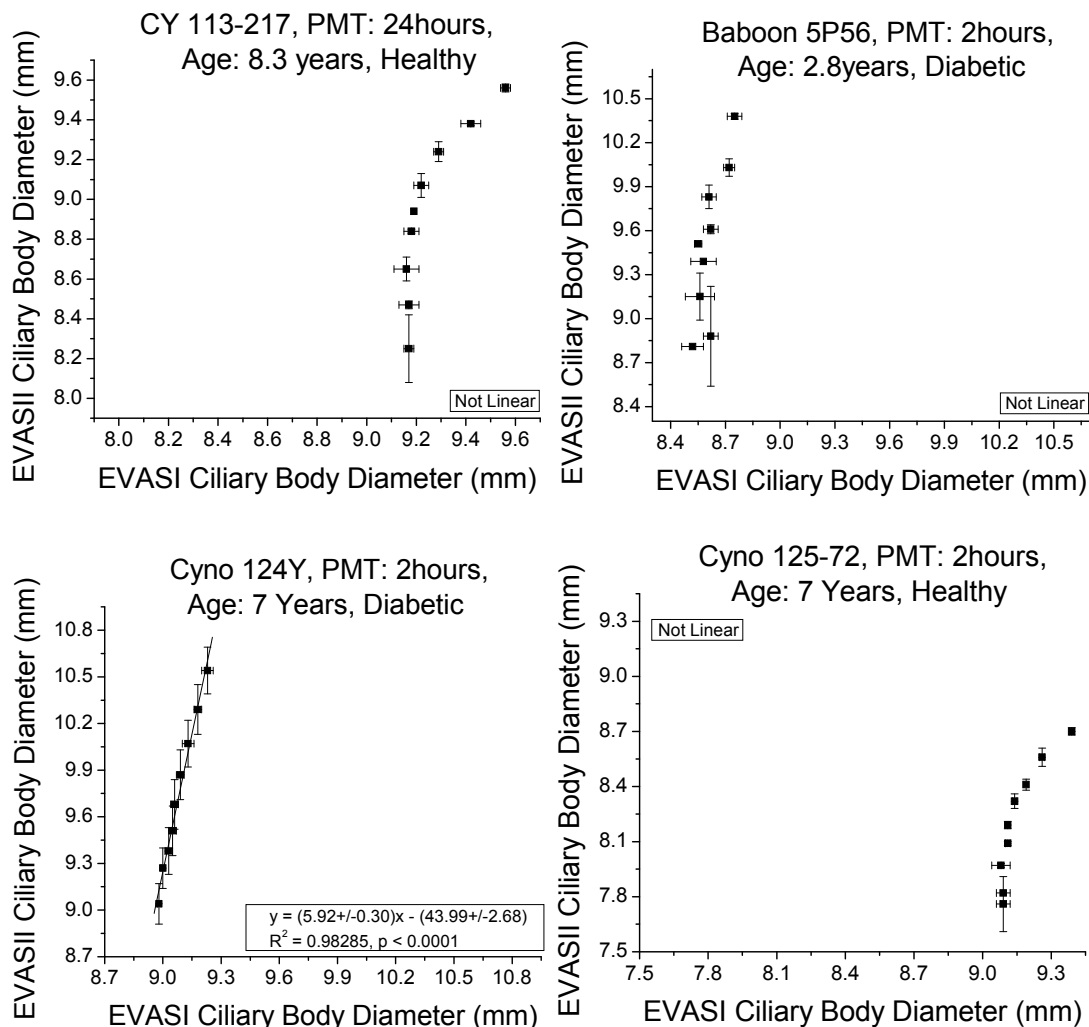 CY 113-217, PMT: 24hours,
Age: 8.3 years, Healthy
EVASII Ciliary Body Diameter (mm)
9.6
9.4
9.2
9.0
8.8
8.6
8.4
8.2
8.0
Not Linear
8.0 8.2 8.4 8.6 8.8 9.0 9.2 9.4 9.6
EVASI Ciliary Body Diameter (mm)
Baboon 5P56, PMT: 2hours,
Age: 2.8years, Diabetic
EVASII Ciliary Body Diameter (mm)
10.5
10.2
9.9
9.6
9.3
9.0
8.7
8.4
Not Linear
8.4 8.7 9.0 9.3 9.6 9.9 10.2 10.5
EVASI Ciliary Body Diameter (mm)
Cyno 124Y, PMT: 2hours,
Age: 7 Years, Diabetic
EVASII Ciliary Body Diameter (mm)
10.8
10.5
10.2
9.9
9.6
9.3
9.0
8.7
y = (5.92+/-0.30)x - (43.99+/-2.68)
R² = 0.98285, p < 0.0001
8.7 9.0 9.3 9.6 9.9 10.2 10.5 10.8
EVASI Ciliary Body Diameter (mm)
Cyno 125-72, PMT: 2hours,
Age: 7 Years, Healthy
EVASII Ciliary Body Diameter (mm)
9.3
9.0
8.7
8.4
8.1
7.8
7.5
Not Linear
7.5 7.8 8.1 8.4 8.7 9.0 9.3
EVASI Ciliary Body Diameter (mm)